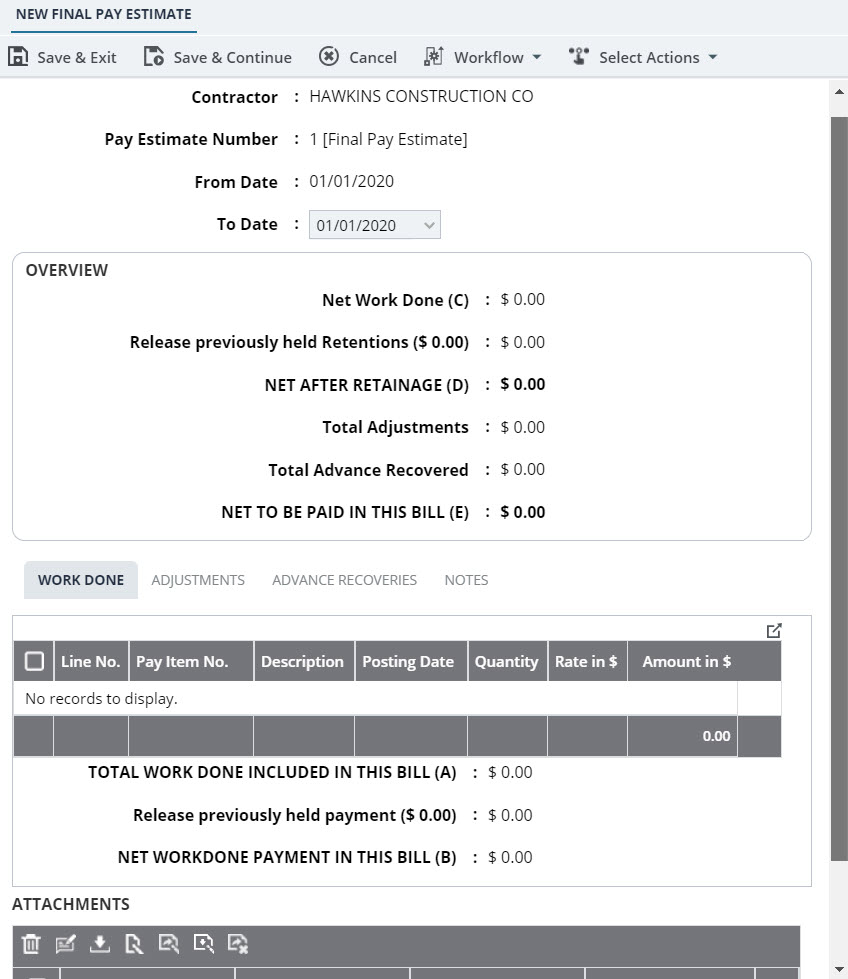 NEW FINAL PAY ESTIMATE
Save & Exit Save & Continue Cancel Workflow Select Actions
Contractor : HAWKINS CONSTRUCTION CO
Pay Estimate Number : 1 [Final Pay Estimate]
From Date : 01/01/2020
To Date : 01/01/2020
OVERVIEW
Net Work Done (C) : $ 0.00
Release previously held Retentions ($ 0.00) : $ 0.00
NET AFTER RETAINAGE (D) : $ 0.00
Total Adjustments : $ 0.00
Total Advance Recovered : $ 0.00
NET TO BE PAID IN THIS BILL (E) : $ 0.00
WORK DONE ADJUSTMENTS ADVANCE RECOVERIES NOTES
Line No. Pay Item No. Description Posting Date Quantity Rate in $ Amount in $
No records to display.
0.00
TOTAL WORK DONE INCLUDED IN THIS BILL (A) : $ 0.00
Release previously held payment ($ 0.00) : $ 0.00
NET WORKDONE PAYMENT IN THIS BILL (B) : $ 0.00
ATTACHMENTS